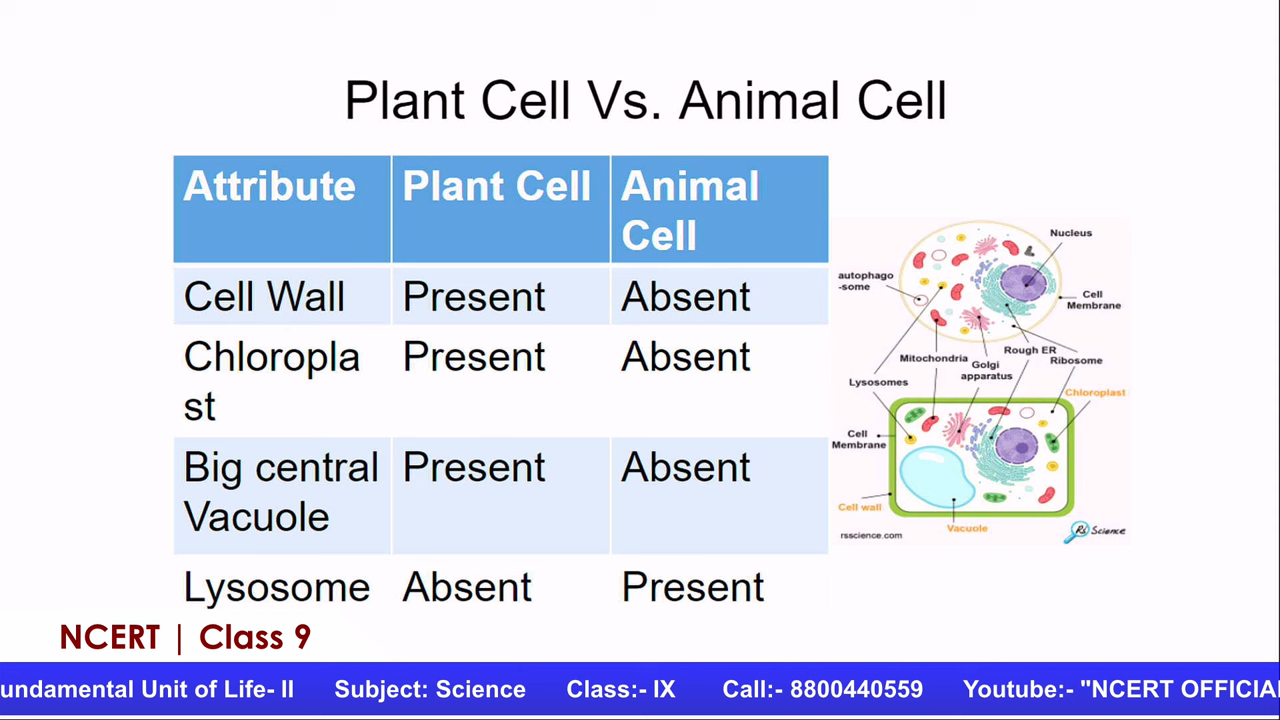 Plant Cell Vs. Animal Cell
Attribute
Plant Cell
Animal
Cell
Cell Wall
Present
Absent
Chloropla
st
Present
Absent
Big central
Vacuole
Present
Absent
Lysosome
Absent
Present
Nucleus
autophago
-some
Cell
Membrane
Mitochondria
Golgi
apparatus
Rough ER
Ribosome
Lysosomes
Chloroplast
Cell
Membrane
Cell wall
Vacuole
rsscience.com
Rs Science
NCERT | Class 9
undamental Unit of Life- II Subject: Science Class:- IX Call:- 8800440559 Youtube:- "NCERT OFFICIA